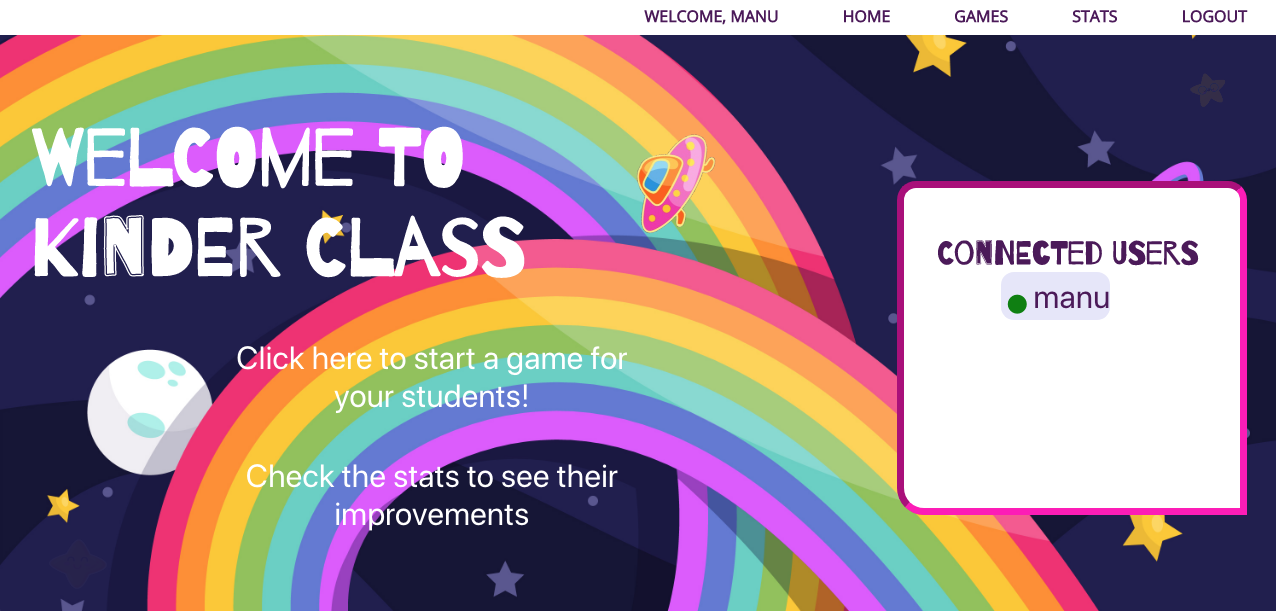 WELCOME, MANU HOME GAMES STATS LOGOUT
WELCOME TO
KINDER CLASS
Click here to start a game for
your students!
Check the stats to see their
improvements
CONNECTED USERS
manu